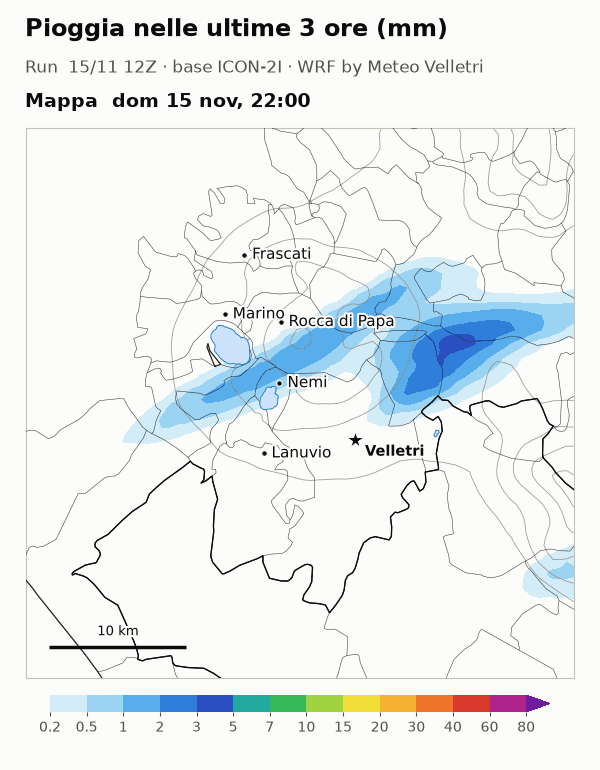 Pioggia nelle ultime 3 ore (mm)
Run  15/11 12Z · base ICON-2I · WRF by Meteo Velletri
Mappa  dom 15 nov, 22:00
Frascati
Marino
Rocca di Papa
Nemi
Velletri
Lanuvio
10 km
0.2 0.5 1 2 3 5 7 10 15 20 30 40 60 80